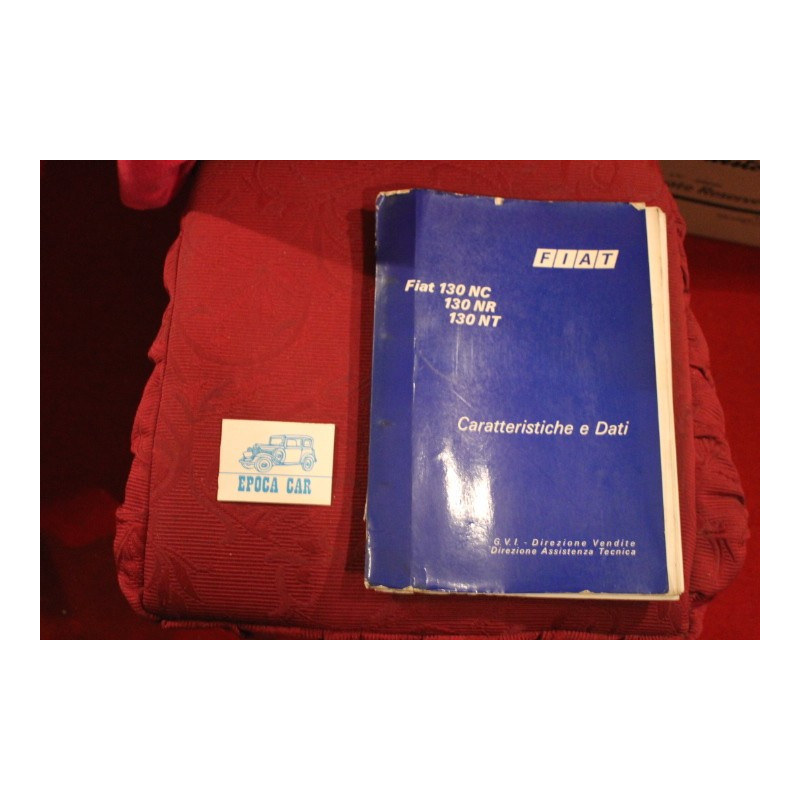 FIAT
Fiat 130 NC
130 NR
130 NT
Caratteristiche e Dati
G.V.I. - Direzione Vendite
Direzione Assistenza Tecnica
EPOCA CAR